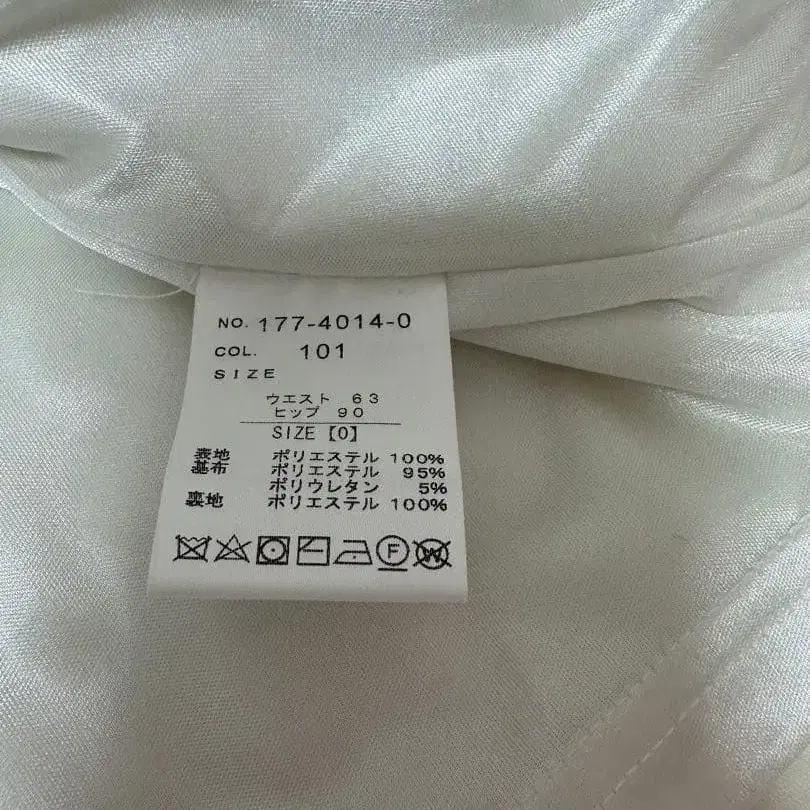 NO. 177-4014-0
COL. 101
SIZE
ウエスト 63
ヒップ 90
SIZE【0】
表地 ポリエステル 100%
基布 ポリエステル 95%
ポリウレタン 5%
裏地 ポリエステル 100%
F W